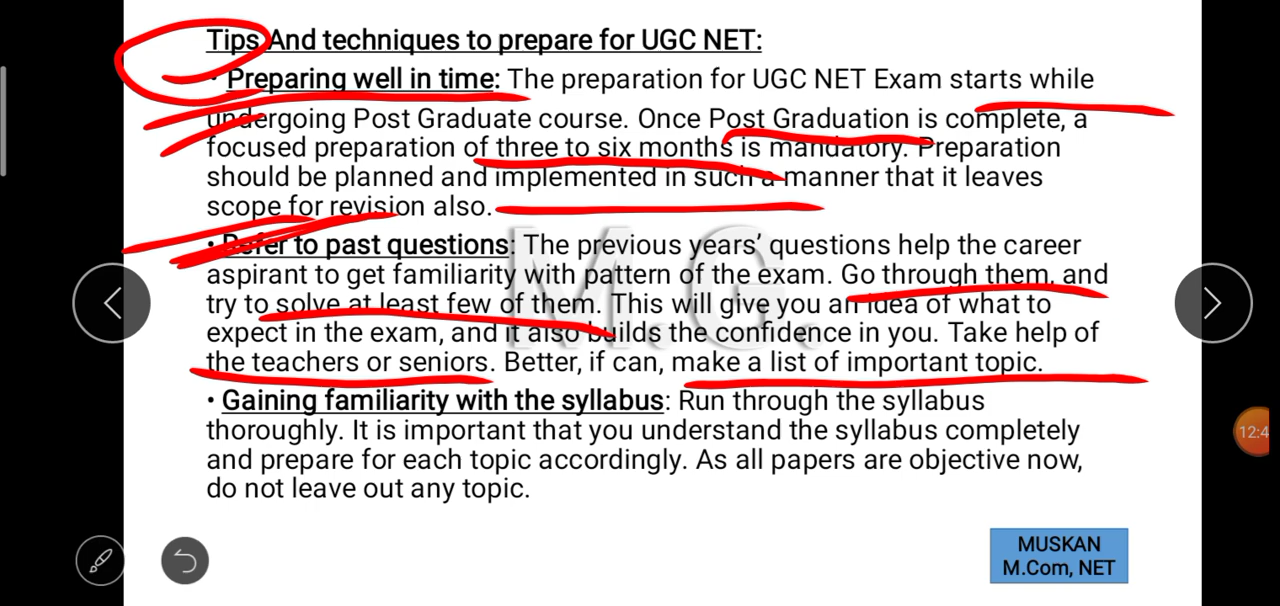 Tips And techniques to prepare for UGC NET:
• Preparing well in time: The preparation for UGC NET Exam starts while
undergoing Post Graduate course. Once Post Graduation is complete, a
focused preparation of three to six months is mandatory. Preparation
should be planned and implemented in such a manner that it leaves
scope for revision also.
• Refer to past questions: The previous years’ questions help the career
aspirant to get familiarity with pattern of the exam. Go through them, and
try to solve at least few of them. This will give you an idea of what to
expect in the exam, and it also builds the confidence in you. Take help of
the teachers or seniors. Better, if can, make a list of important topic.
• Gaining familiarity with the syllabus: Run through the syllabus
thoroughly. It is important that you understand the syllabus completely
and prepare for each topic accordingly. As all papers are objective now,
do not leave out any topic.
M.G.
12:4
MUSKAN
M.Com, NET